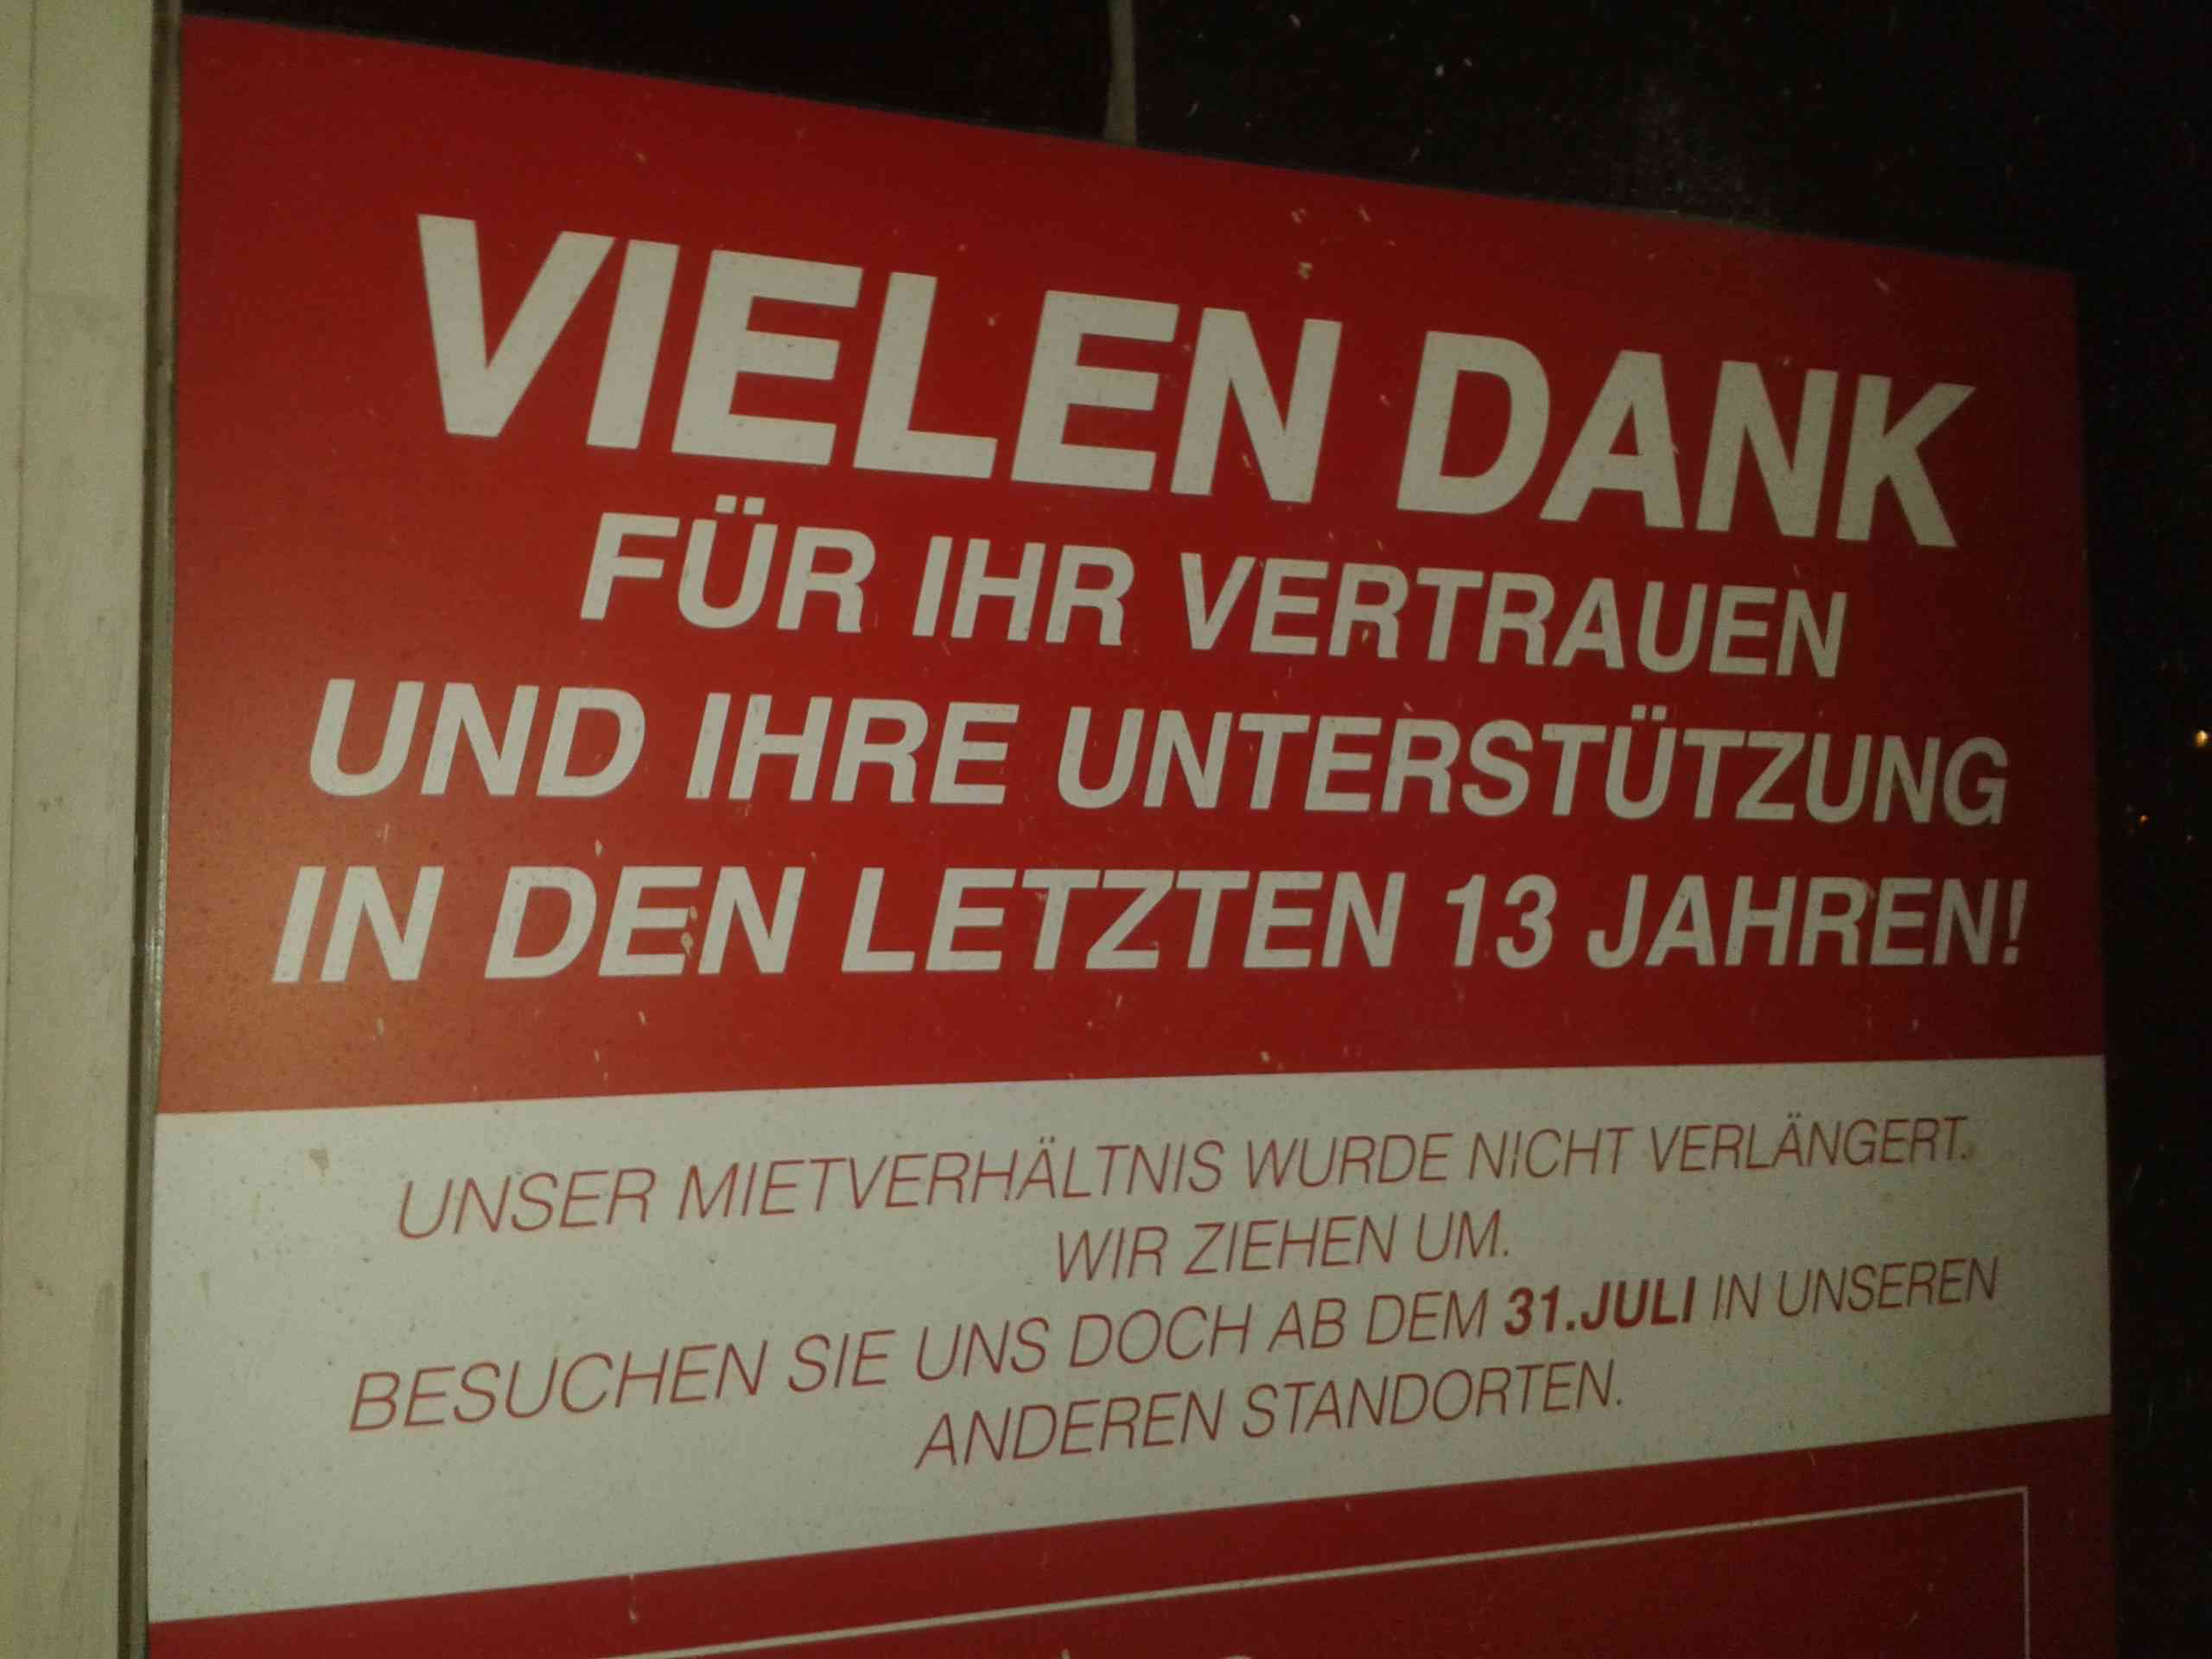 VIELEN DANK
FÜR IHR VERTRAUEN
UND IHRE UNTERSTÜTZUNG
IN DEN LETZTEN 13 JAHREN!
UNSER MIETVERHÄLTNIS WURDE NICHT VERLÄNGERT.
WIR ZIEHEN UM.
BESUCHEN SIE UNS DOCH AB DEM 31.JULI IN UNSEREN
ANDEREN STANDORTEN.